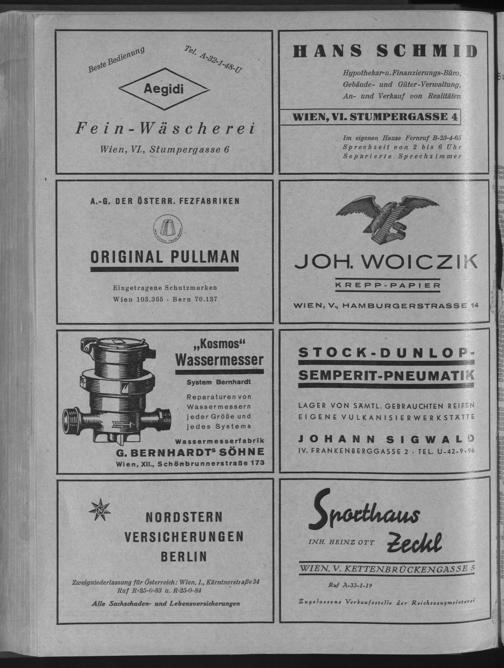 Beste Bedienung
Tel. A-32-1-48-U
Aegidi
Fein-Wäscherei
Wien, VI., Stumpergasse 6
HANS SCHMID
Hypothekar-u. Finanzierungs-Büro,
Gebäude- und Güter-Verwaltung,
An- und Verkauf von Realitäten
WIEN, VI. STUMPERGASSE 4
Im eigenen Hause Fernruf B-23-4-65
Sprechzeit von 2 bis 6 Uhr
Separierte Sprechzimmer
A.-G. DER ÖSTERR. FEZFABRIKEN
ORIGINAL PULLMAN
Eingetragene Schutzmarken
Wien 103.365 - Bern 70.137
JOH. WOICZIK
KREPP-PAPIER
WIEN, V., HAMBURGERSTRASSE 14
„Kosmos"
Wassermesser
System Bernhardt
Reparaturen von
Wassermessern
jeder Größe und
jedes Systems
Wassermesserfabrik
G. BERNHARDTs SÖHNE
Wien, XII., Schönbrunnerstraße 173
STOCK-DUNLOP-
SEMPERIT-PNEUMATIK
LAGER VON SÄMTL. GEBRAUCHTEN REIFEN
EIGENE VULKANISIERWERKSTÄTTE
JOHANN SIGWALD
IV. FRANKENBERGGASSE 2 · TEL. U-42-9-96
NORDSTERN
VERSICHERUNGEN
BERLIN
Zweigniederlassung für Österreich: Wien, I., Kärntnerstraße 34
Ruf R-25-0-83 u. R-25-0-84
Alle Sachschaden- und Lebensversicherungen
Sporthaus
INH. HEINZ OTT Zeckl
WIEN, V. KETTENBRÜCKENGASSE 5
Ruf A-33-1-19
Zugelassene Verkaufsstelle der Reichszeugmeisterei